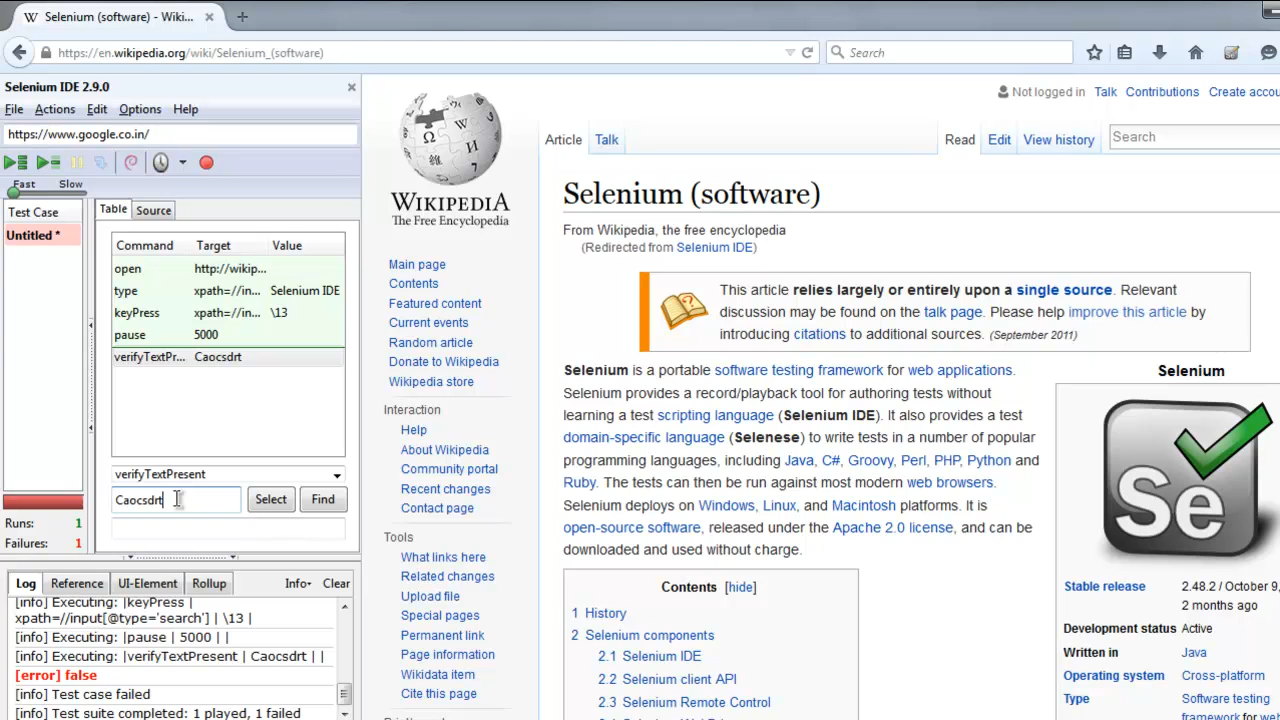 Selenium (software) - Wiki...
https://en.wikipedia.org/wiki/Selenium_(software)
Search
Selenium IDE 2.9.0
File Actions Edit Options Help
https://www.google.co.in/
Fast Slow
Test Case
Untitled *
Table Source
Command Target Value
open http://wikip...
type xpath=//in... Selenium IDE
keyPress xpath=//in... \13
pause 5000
verifyTextPr... Caocsdrt
verifyTextPresent
Caocsdrt Select Find
Runs: 1
Failures: 1
Log Reference UI-Element Rollup Info Clear
[info] Executing: |keyPress |
xpath=//input[@type='search'] | \13 |
[info] Executing: |pause | 5000 | |
[info] Executing: |verifyTextPresent | Caocsdrt | |
[error] false
[info] Test case failed
[info] Test suite completed: 1 played, 1 failed
WIKIPEDIA
The Free Encyclopedia
Main page
Contents
Featured content
Current events
Random article
Donate to Wikipedia
Wikipedia store
Interaction
Help
About Wikipedia
Community portal
Recent changes
Contact page
Tools
What links here
Related changes
Upload file
Special pages
Permanent link
Page information
Wikidata item
Cite this page
Not logged in Talk Contributions Create accou
Article Talk Read Edit View history Search
Selenium (software)
From Wikipedia, the free encyclopedia
(Redirected from Selenium IDE)
This article relies largely or entirely upon a single source. Relevant
discussion may be found on the talk page. Please help improve this article by
introducing citations to additional sources. (September 2011)
Selenium is a portable software testing framework for web applications.
Selenium provides a record/playback tool for authoring tests without
learning a test scripting language (Selenium IDE). It also provides a test
domain-specific language (Selenese) to write tests in a number of popular
programming languages, including Java, C#, Groovy, Perl, PHP, Python and
Ruby. The tests can then be run against most modern web browsers.
Selenium deploys on Windows, Linux, and Macintosh platforms. It is
open-source software, released under the Apache 2.0 license, and can be
downloaded and used without charge.
Contents [hide]
1 History
2 Selenium components
2.1 Selenium IDE
2.2 Selenium client API
2.3 Selenium Remote Control
Selenium
Se
Stable release 2.48.2 / October 9,
2 months ago
Development status Active
Written in Java
Operating system Cross-platform
Type Software testing
framework for web